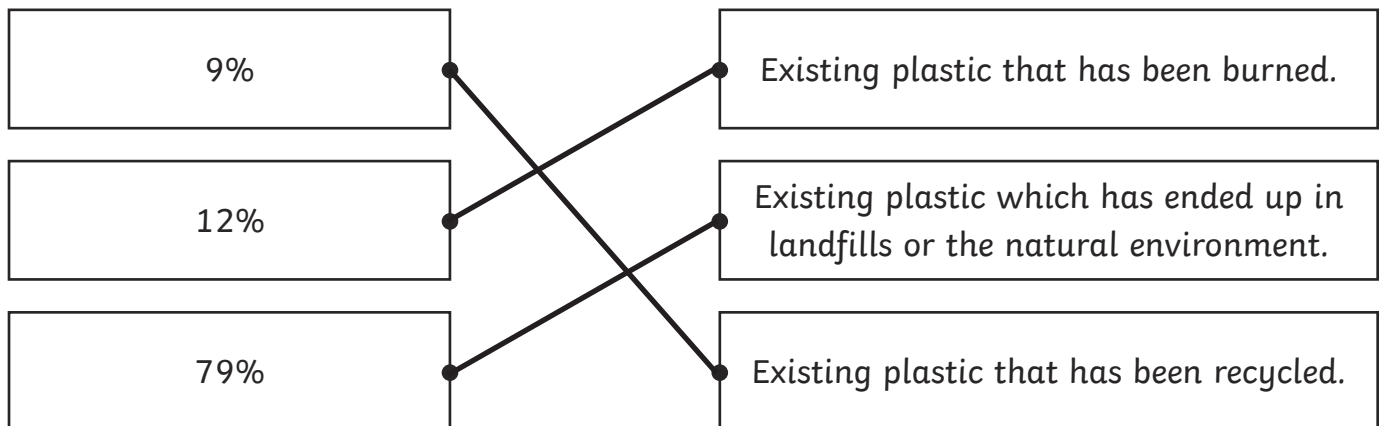 9%
Existing plastic that has been burned.
12%
Existing plastic which has ended up in
landfills or the natural environment.
79%
Existing plastic that has been recycled.